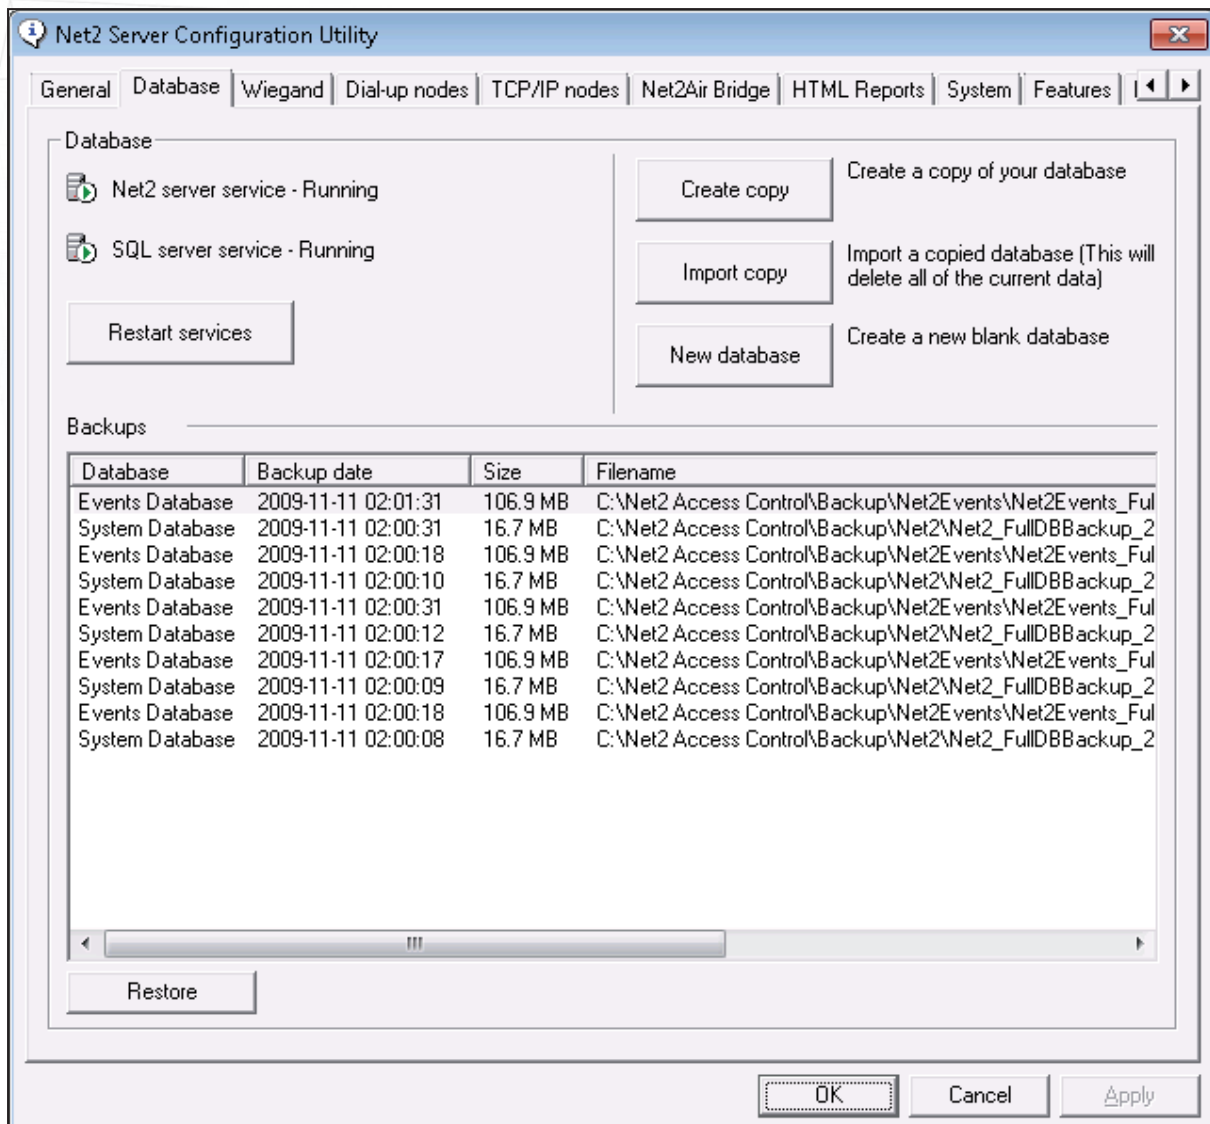 Net2 Server Configuration Utility
General Database Wiegand Dial-up nodes TCP/IP nodes Net2Air Bridge HTML Reports System Features
Database
Net2 server service - Running
SQL server service - Running
Restart services
Create copy
Create a copy of your database
Import copy
Import a copied database (This will
delete all of the current data)
New database
Create a new blank database
Backups
Database Backup date Size Filename
Events Database 2009-11-11 02:01:31 106.9 MB C:\Net2 Access Control\Backup\Net2Events\Net2Events_Ful
System Database 2009-11-11 02:00:31 16.7 MB C:\Net2 Access Control\Backup\Net2\Net2_FullDBBackup_2
Events Database 2009-11-11 02:00:18 106.9 MB C:\Net2 Access Control\Backup\Net2Events\Net2Events_Ful
System Database 2009-11-11 02:00:10 16.7 MB C:\Net2 Access Control\Backup\Net2\Net2_FullDBBackup_2
Events Database 2009-11-11 02:00:31 106.9 MB C:\Net2 Access Control\Backup\Net2Events\Net2Events_Ful
System Database 2009-11-11 02:00:12 16.7 MB C:\Net2 Access Control\Backup\Net2\Net2_FullDBBackup_2
Events Database 2009-11-11 02:00:17 106.9 MB C:\Net2 Access Control\Backup\Net2Events\Net2Events_Ful
System Database 2009-11-11 02:00:09 16.7 MB C:\Net2 Access Control\Backup\Net2\Net2_FullDBBackup_2
Events Database 2009-11-11 02:00:18 106.9 MB C:\Net2 Access Control\Backup\Net2Events\Net2Events_Ful
System Database 2009-11-11 02:00:08 16.7 MB C:\Net2 Access Control\Backup\Net2\Net2_FullDBBackup_2
Restore
OK Cancel Apply